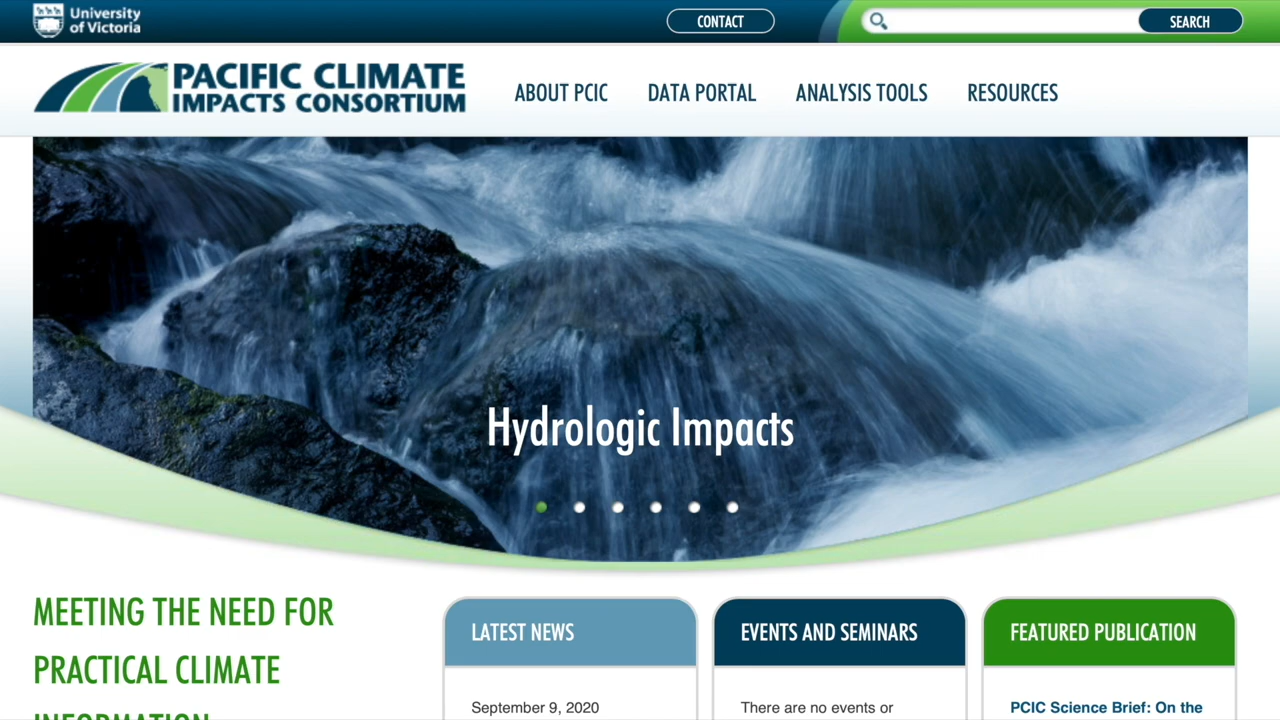 University
of Victoria
CONTACT
SEARCH
PACIFIC CLIMATE
IMPACTS CONSORTIUM
ABOUT PCIC
DATA PORTAL
ANALYSIS TOOLS
RESOURCES
Hydrologic Impacts
MEETING THE NEED FOR
PRACTICAL CLIMATE
INFORMATION
LATEST NEWS
September 9, 2020
EVENTS AND SEMINARS
There are no events or
FEATURED PUBLICATION
PCIC Science Brief: On the